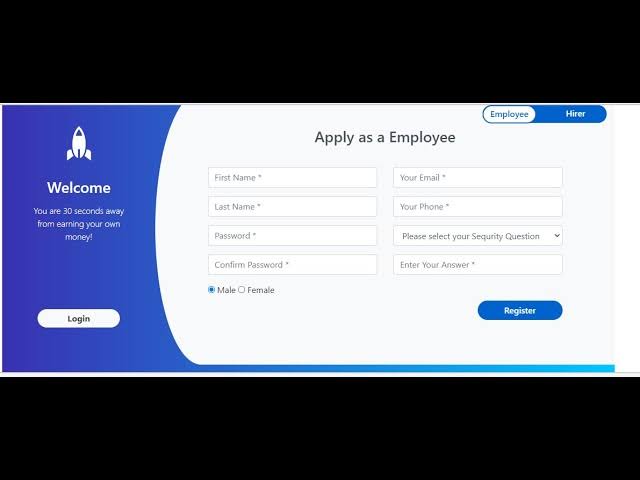 Employee
Hirer
Apply as a Employee
Welcome
You are 30 seconds away
from earning your own
money!
Login
First Name *
Your Email *
Last Name *
Your Phone *
Password *
Please select your Sequrity Question
Confirm Password *
Enter Your Answer *
Male Female
Register